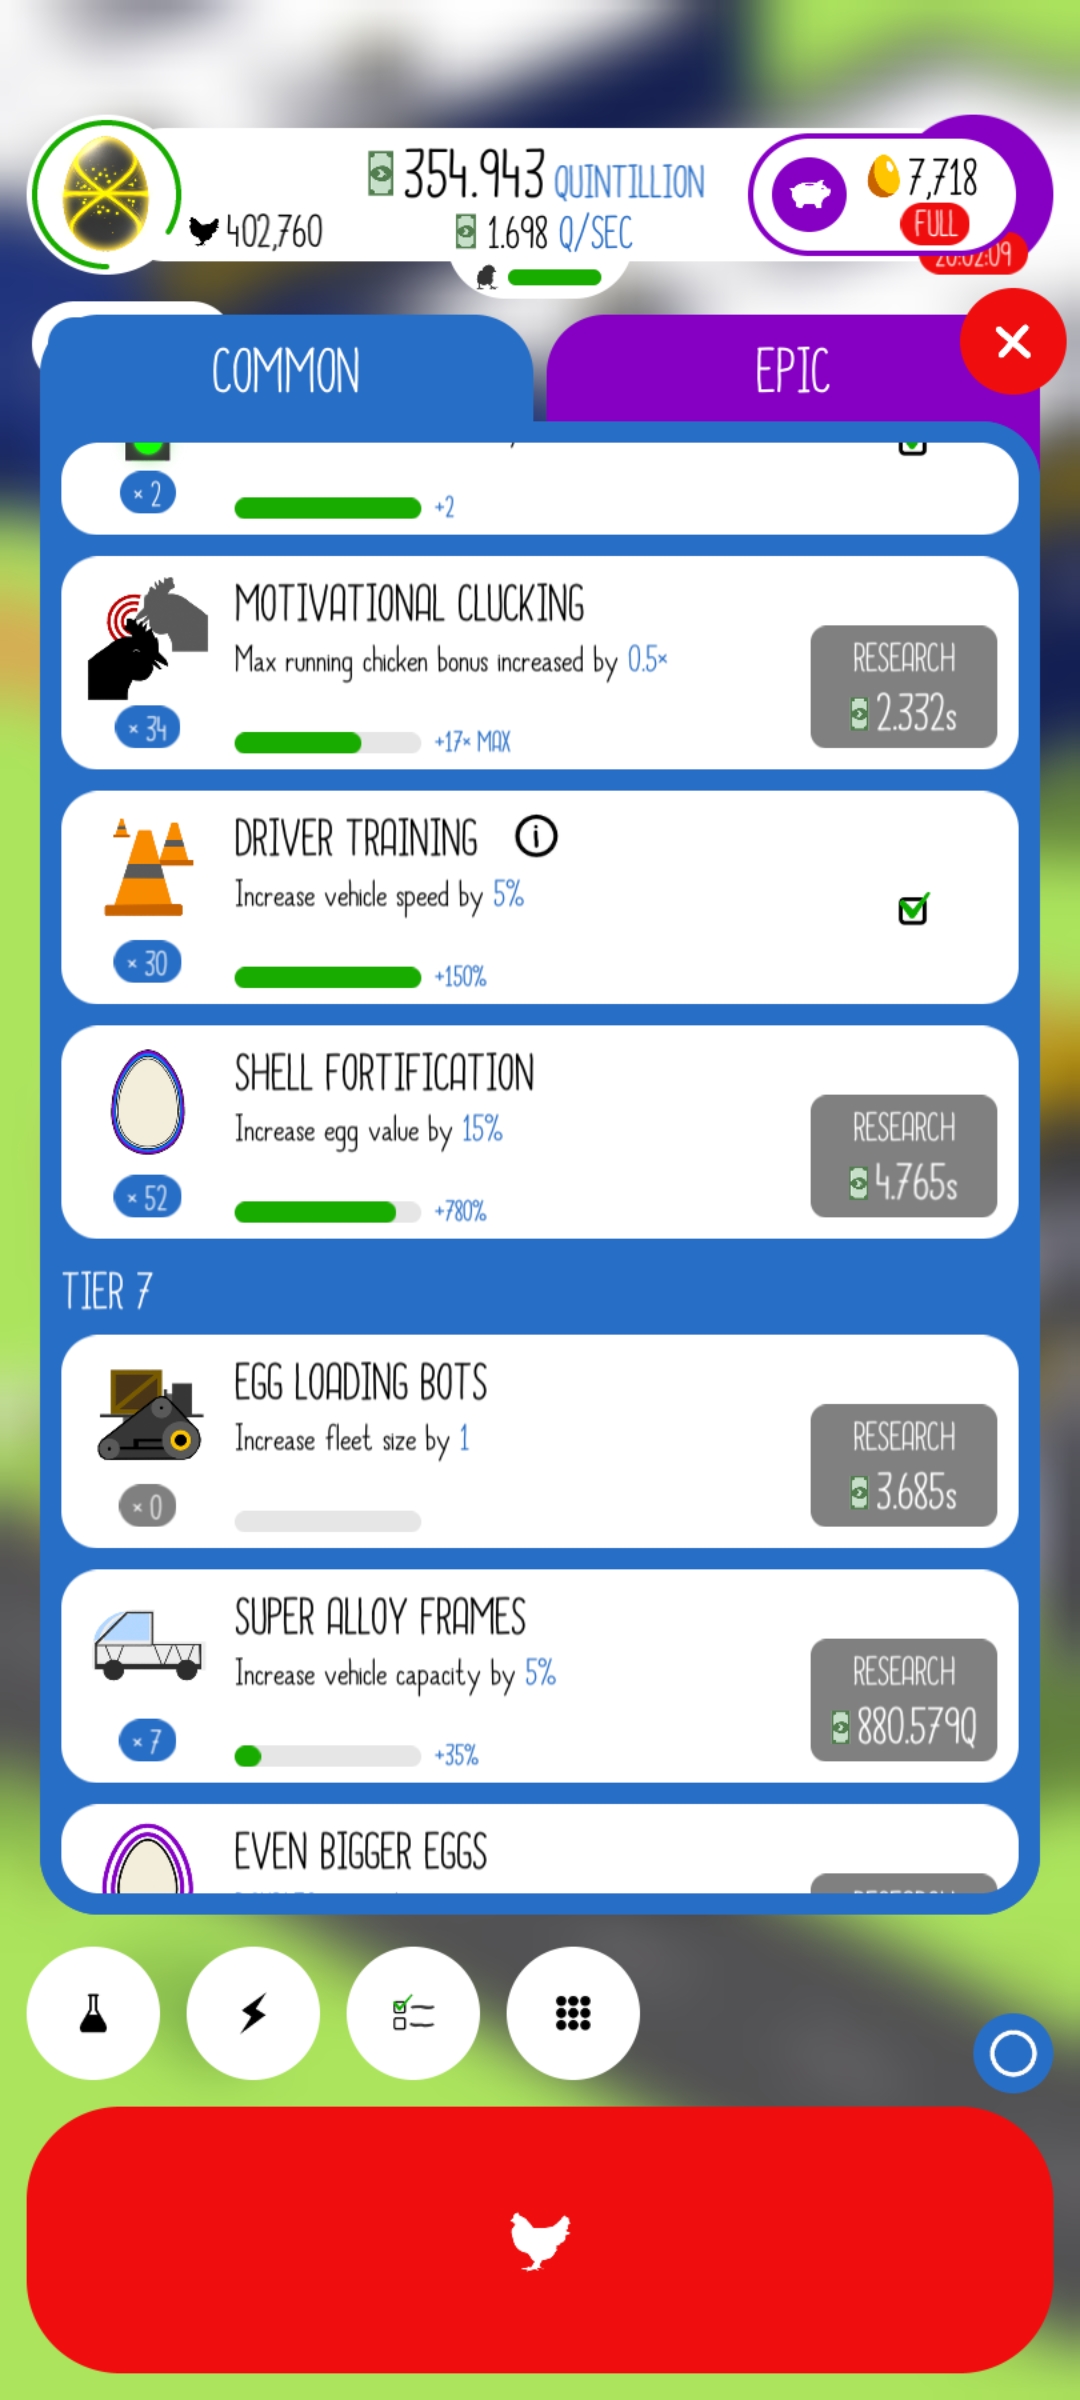 354.943 QUINTILLION
7,718
402,760
1.698 Q/SEC
FULL
20:02:09
COMMON
EPIC
× 2
+2
MOTIVATIONAL CLUCKING
Max running chicken bonus increased by 0.5×
RESEARCH
2.332s
× 34
+17× MAX
DRIVER TRAINING i
Increase vehicle speed by 5%
× 30
+150%
SHELL FORTIFICATION
Increase egg value by 15%
RESEARCH
4.765s
× 52
+780%
TIER 7
EGG LOADING BOTS
Increase fleet size by 1
RESEARCH
3.685s
× 0
SUPER ALLOY FRAMES
Increase vehicle capacity by 5%
RESEARCH
880.579Q
× 7
+35%
EVEN BIGGER EGGS